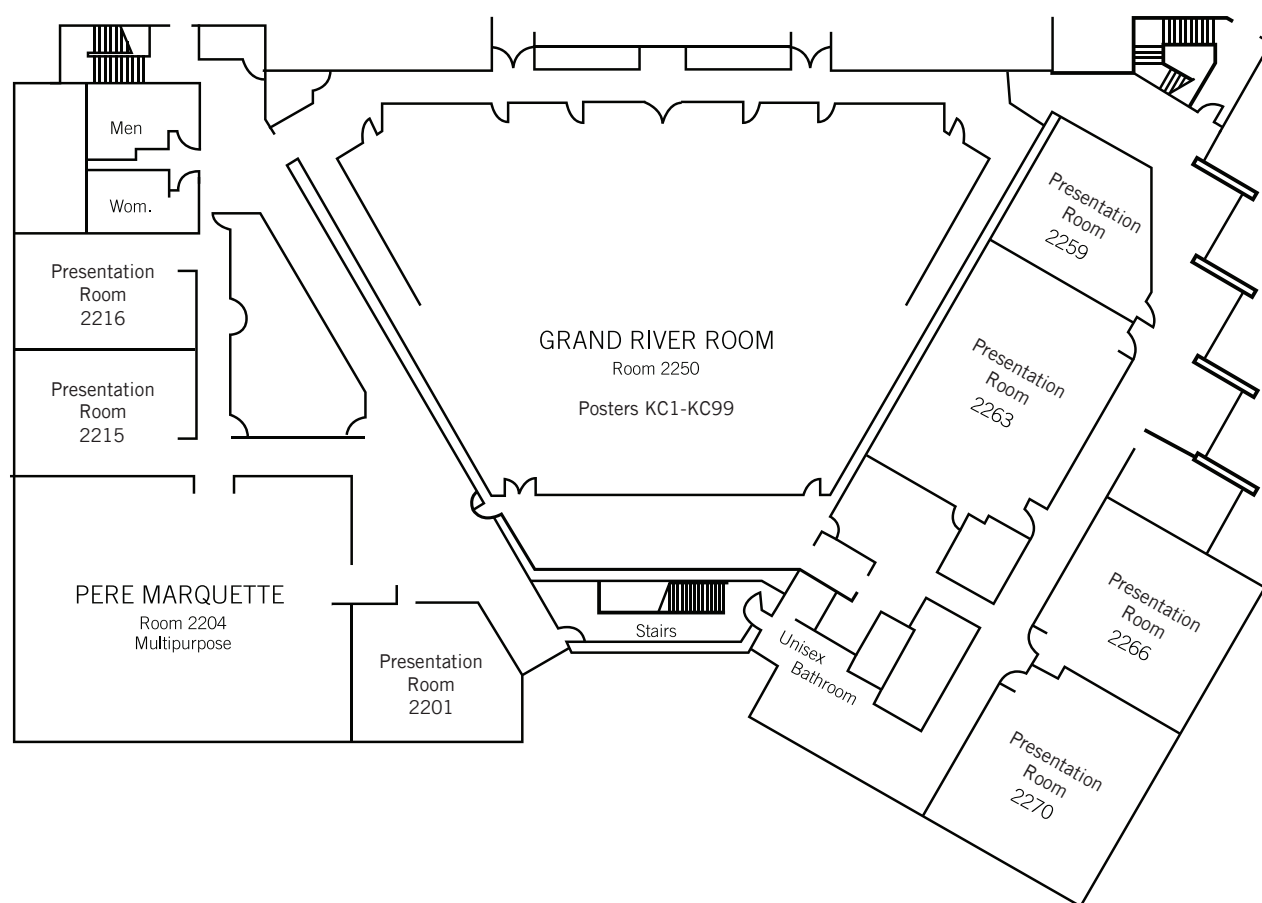 Men
Wom.
Presentation
Room
2216
Presentation
Room
2215
PERE MARQUETTE
Room 2204
Multipurpose
Presentation
Room
2201
GRAND RIVER ROOM
Room 2250
Posters KC1-KC99
Stairs
Unisex
Bathroom
Presentation
Room
2259
Presentation
Room
2263
Presentation
Room
2266
Presentation
Room
2270